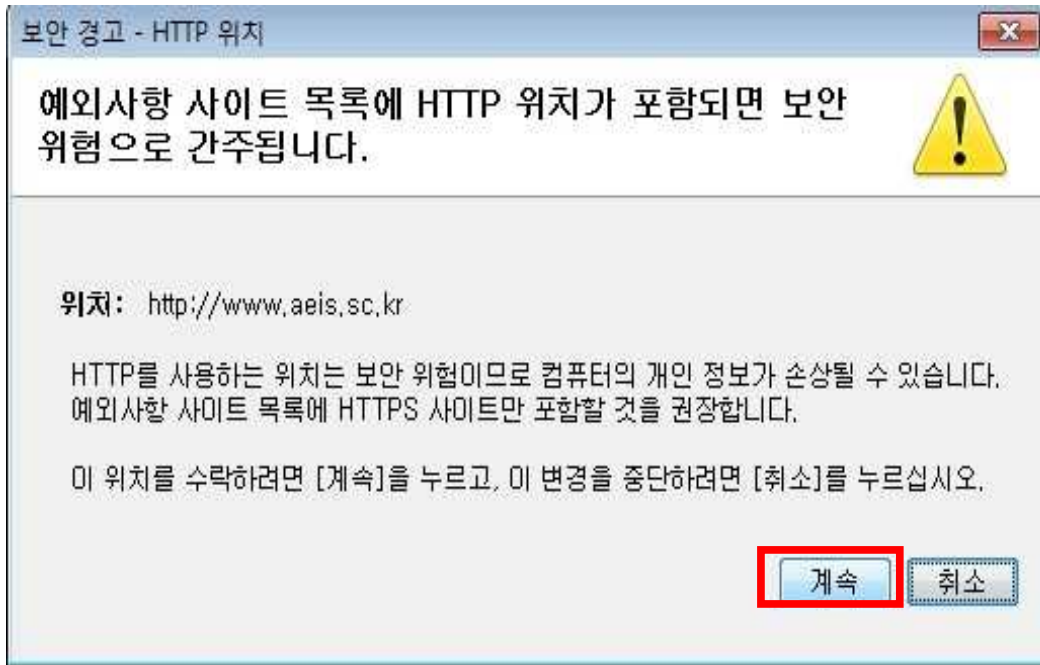 보안 경고 - HTTP 위치
예외사항 사이트 목록에 HTTP 위치가 포함되면 보안
위험으로 간주됩니다.
위치: http://www.aeis.sc.kr
HTTP를 사용하는 위치는 보안 위험이므로 컴퓨터의 개인 정보가 손상될 수 있습니다.
예외사항 사이트 목록에 HTTPS 사이트만 포함할 것을 권장합니다.
이 위치를 수락하려면 [계속]을 누르고, 이 변경을 중단하려면 [취소]를 누르십시오.
계속 취소